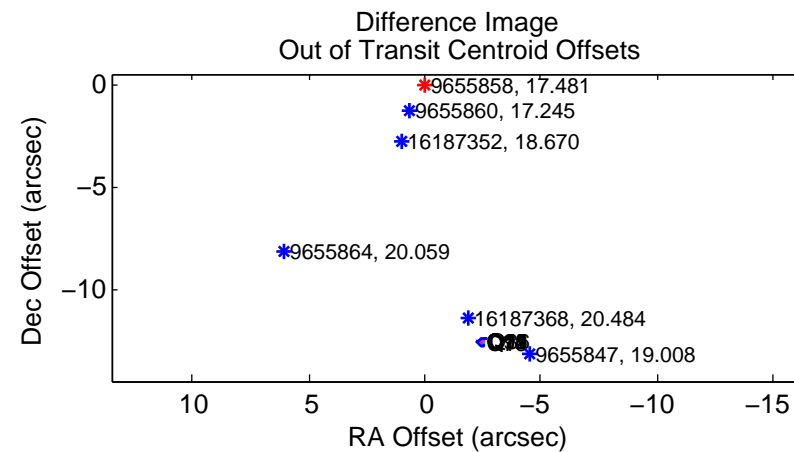 Difference Image
Out of Transit Centroid Offsets
Dec Offset (arcsec)
0
−5
−10
9655858, 17.481
9655860, 17.245
16187352, 18.670
9655864, 20.059
16187368, 20.484
9655847, 19.008
10 5 0 −5 −10 −15
RA Offset (arcsec)